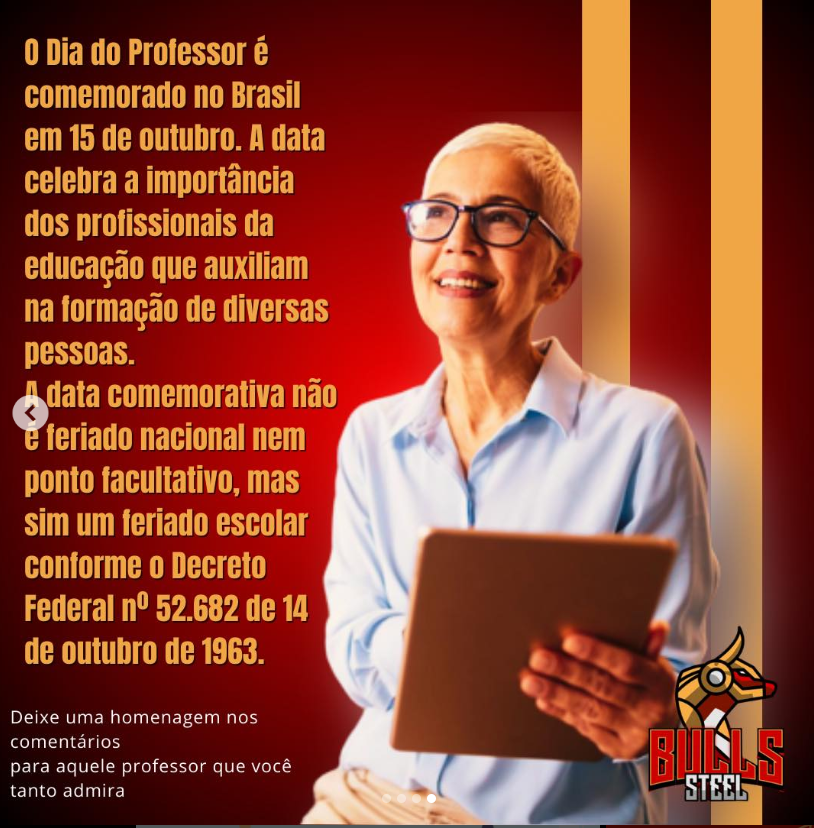 O Dia do Professor é
comemorado no Brasil
em 15 de outubro. A data
celebra a importância
dos profissionais da
educação que auxiliam
na formação de diversas
pessoas.
A data comemorativa não
é feriado nacional nem
ponto facultativo, mas
sim um feriado escolar
conforme o Decreto
Federal nº 52.682 de 14
de outubro de 1963.
Deixe uma homenagem nos
comentários
para aquele professor que você
tanto admira
BULLS
STEEL